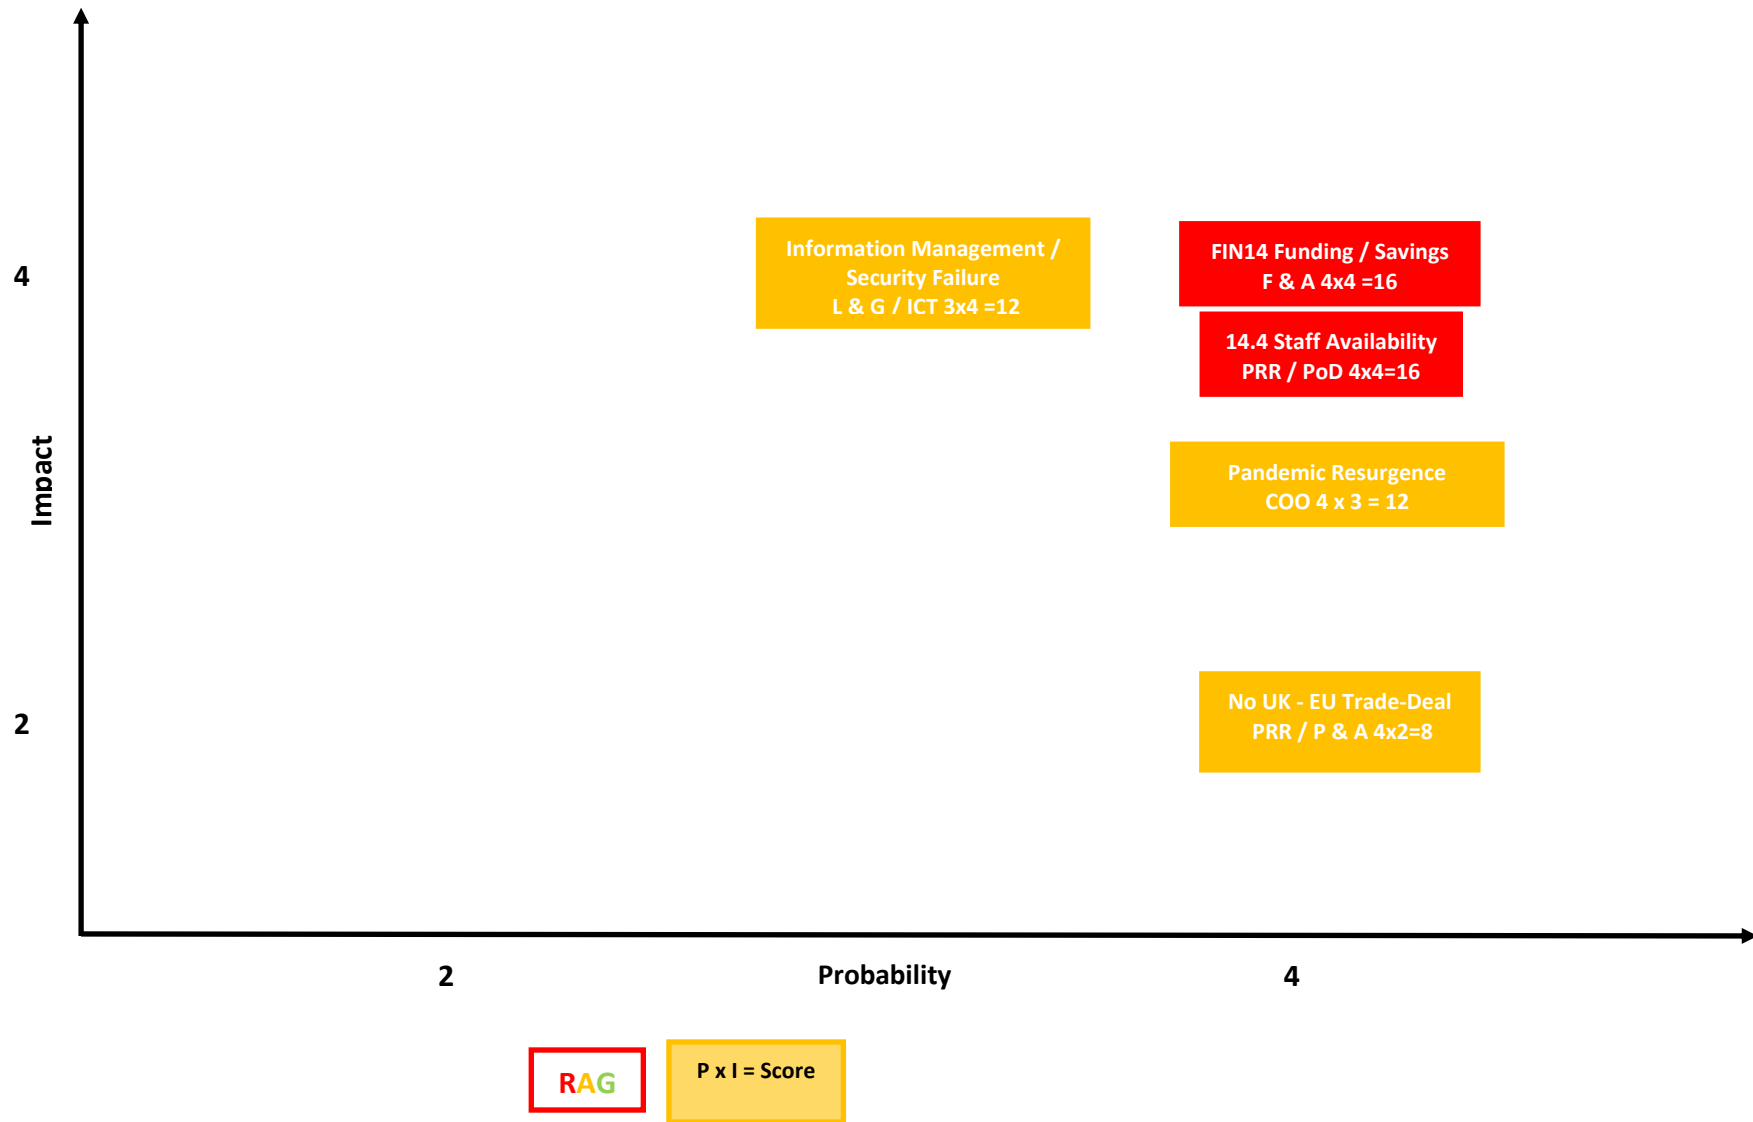 Information Management /
Security Failure
L & G / ICT 3x4 =12
FIN14 Funding / Savings
F & A 4x4 =16
4
14.4 Staff Availability
PRR / PoD 4x4=16
Impact
Pandemic Resurgence
COO 4 x 3 = 12
No UK - EU Trade-Deal
PRR / P & A 4x2=8
2
2
Probability
4
RAG
P x I = Score